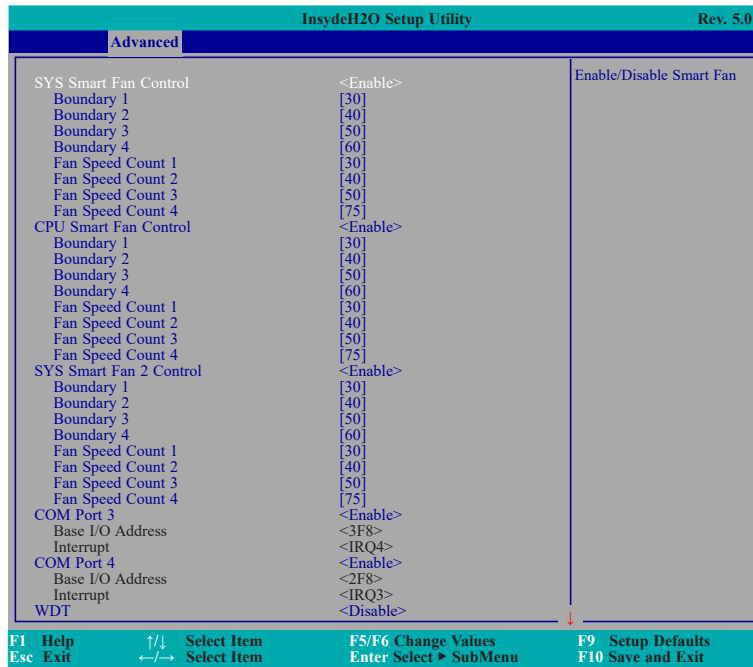 InsydeH2O Setup Utility Rev. 5.0
Advanced
SYS Smart Fan Control <Enable> Enable/Disable Smart Fan
Boundary 1 [30]
Boundary 2 [40]
Boundary 3 [50]
Boundary 4 [60]
Fan Speed Count 1 [30]
Fan Speed Count 2 [40]
Fan Speed Count 3 [50]
Fan Speed Count 4 [75]
CPU Smart Fan Control <Enable>
Boundary 1 [30]
Boundary 2 [40]
Boundary 3 [50]
Boundary 4 [60]
Fan Speed Count 1 [30]
Fan Speed Count 2 [40]
Fan Speed Count 3 [50]
Fan Speed Count 4 [75]
SYS Smart Fan 2 Control <Enable>
Boundary 1 [30]
Boundary 2 [40]
Boundary 3 [50]
Boundary 4 [60]
Fan Speed Count 1 [30]
Fan Speed Count 2 [40]
Fan Speed Count 3 [50]
Fan Speed Count 4 [75]
COM Port 3 <Enable>
Base I/O Address <3F8>
Interrupt <IRQ4>
COM Port 4 <Enable>
Base I/O Address <2F8>
Interrupt <IRQ3>
WDT <Disable> ↓
F1 Help ↑/↓ Select Item F5/F6 Change Values F9 Setup Defaults
Esc Exit ←/→ Select Item Enter Select ► SubMenu F10 Save and Exit